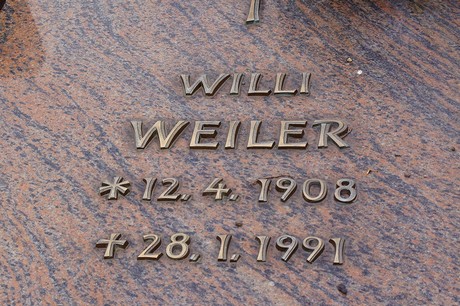 WILLI
WEILER
* 12. 4. 1908
† 28. 1. 1991